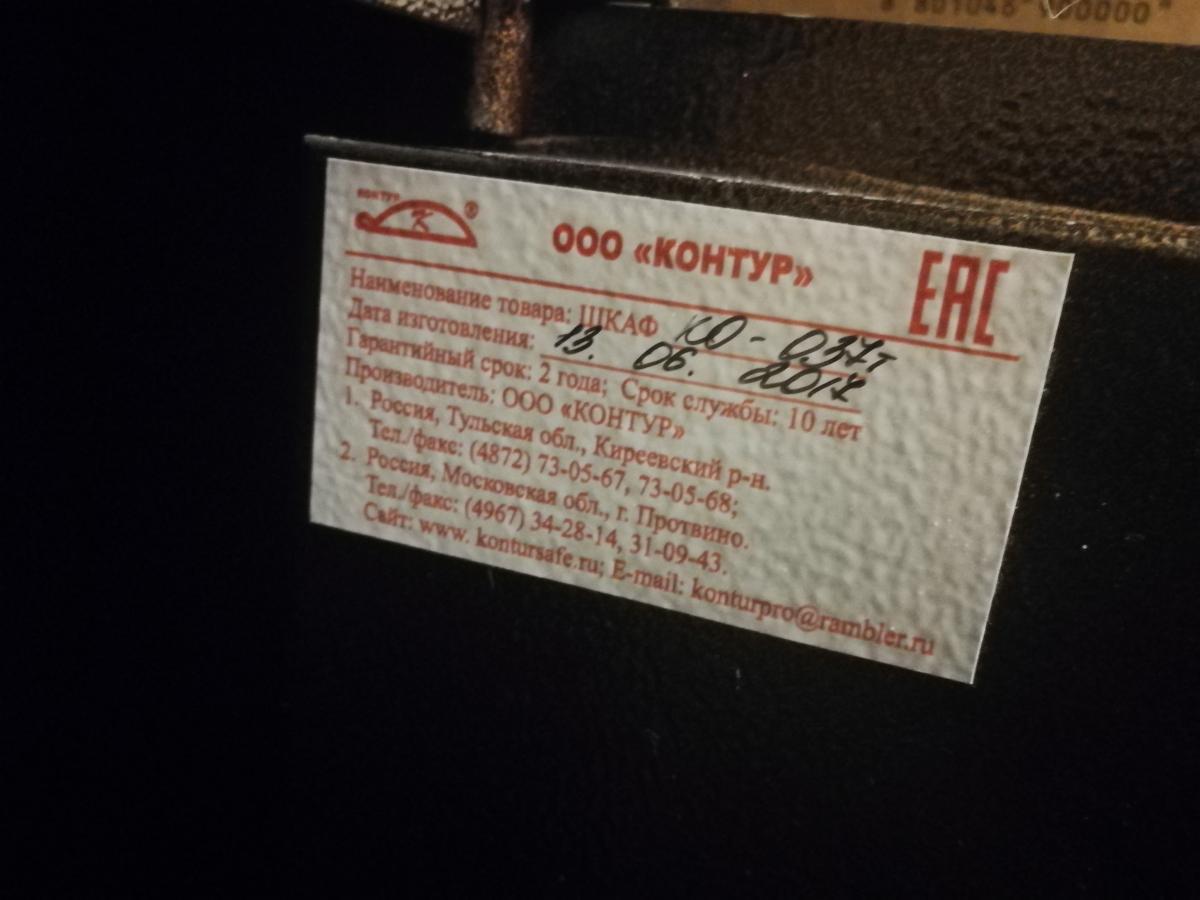 КОНТУР
К ®
ООО «КОНТУР»
EAC
Наименование товара: ШКАФ КО - 037т
Дата изготовления: 13. 06. 2017
Гарантийный срок: 2 года; Срок службы: 10 лет
Производитель: ООО «КОНТУР»
1. Россия, Тульская обл., Киреевский р-н.
Тел./факс: (4872) 73-05-67, 73-05-68;
2. Россия, Московская обл., г. Протвино.
Тел./факс: (4967) 34-28-14, 31-09-43.
Сайт: www. kontursafe.ru; E-mail: konturpro@rambler.ru